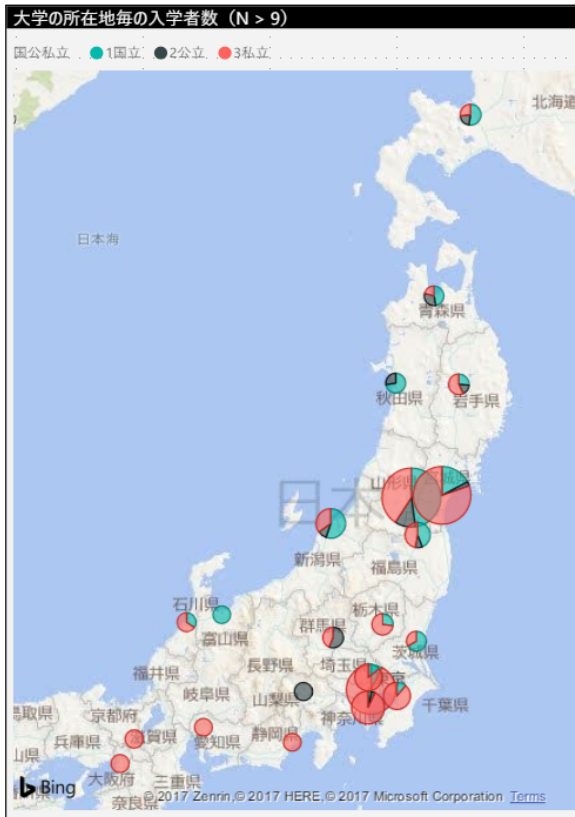 大学の所在地毎の入学者数（N > 9）
国公私立 1国立 2公立 3私立
北海道
日本海
青森県
秋田県
岩手県
山形県
宮城県
日本
新潟県
福島県
石川県
富山県
群馬県
栃木県
茨城県
福井県
長野県
埼玉県
東京
岐阜県
山梨県
神奈川県
千葉県
鳥取県
京都府
兵庫県
滋賀県
愛知県
静岡県
大阪府
三重県
奈良県
Bing
© 2017 Zenrin,© 2017 HERE,© 2017 Microsoft Corporation Terms